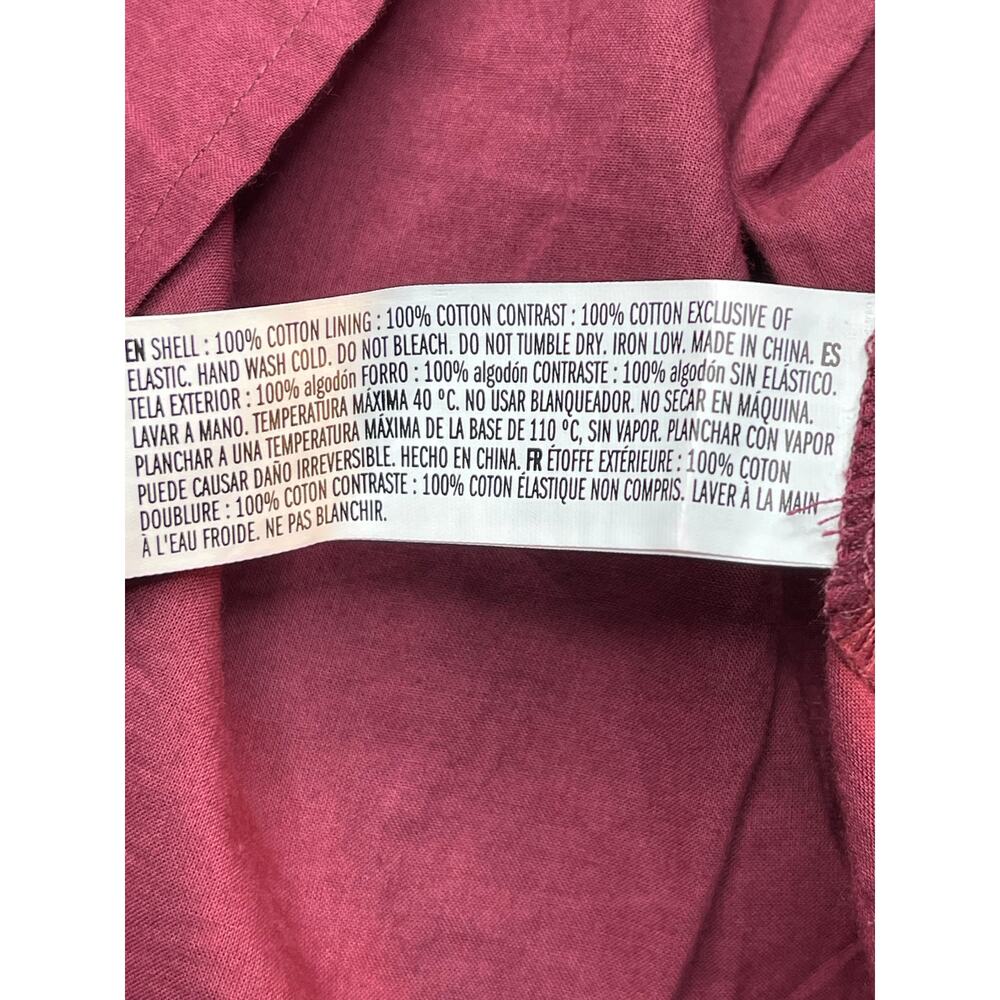 EN SHELL : 100% COTTON LINING : 100% COTTON CONTRAST : 100% COTTON EXCLUSIVE OF
ELASTIC. HAND WASH COLD. DO NOT BLEACH. DO NOT TUMBLE DRY. IRON LOW. MADE IN CHINA. ES
TELA EXTERIOR : 100% algodón FORRO : 100% algodón CONTRASTE : 100% algodón SIN ELÁSTICO.
LAVAR A MANO. TEMPERATURA MÁXIMA 40 ºC. NO USAR BLANQUEADOR. NO SECAR EN MÁQUINA.
PLANCHAR A UNA TEMPERATURA MÁXIMA DE LA BASE DE 110 ºC, SIN VAPOR. PLANCHAR CON VAPOR
PUEDE CAUSAR DAÑO IRREVERSIBLE. HECHO EN CHINA. FR ÉTOFFE EXTÉRIEURE : 100% COTON
DOUBLURE : 100% COTON CONTRASTE : 100% COTON ÉLASTIQUE NON COMPRIS. LAVER À LA MAIN
À L'EAU FROIDE. NE PAS BLANCHIR.